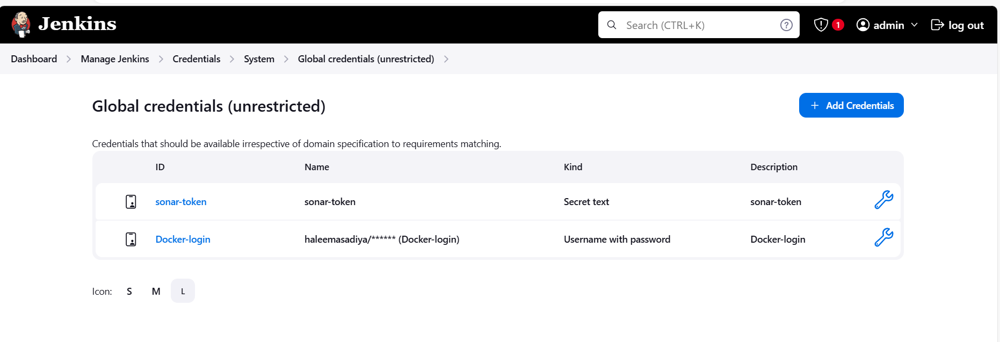 Jenkins
Search (CTRL+K)
?
1
admin
log out
Dashboard > Manage Jenkins > Credentials > System > Global credentials (unrestricted) >
Global credentials (unrestricted)
+ Add Credentials
Credentials that should be available irrespective of domain specification to requirements matching.
ID Name Kind Description
sonar-token sonar-token Secret text sonar-token
Docker-login haleemasadiya/****** (Docker-login) Username with password Docker-login
Icon: S M L